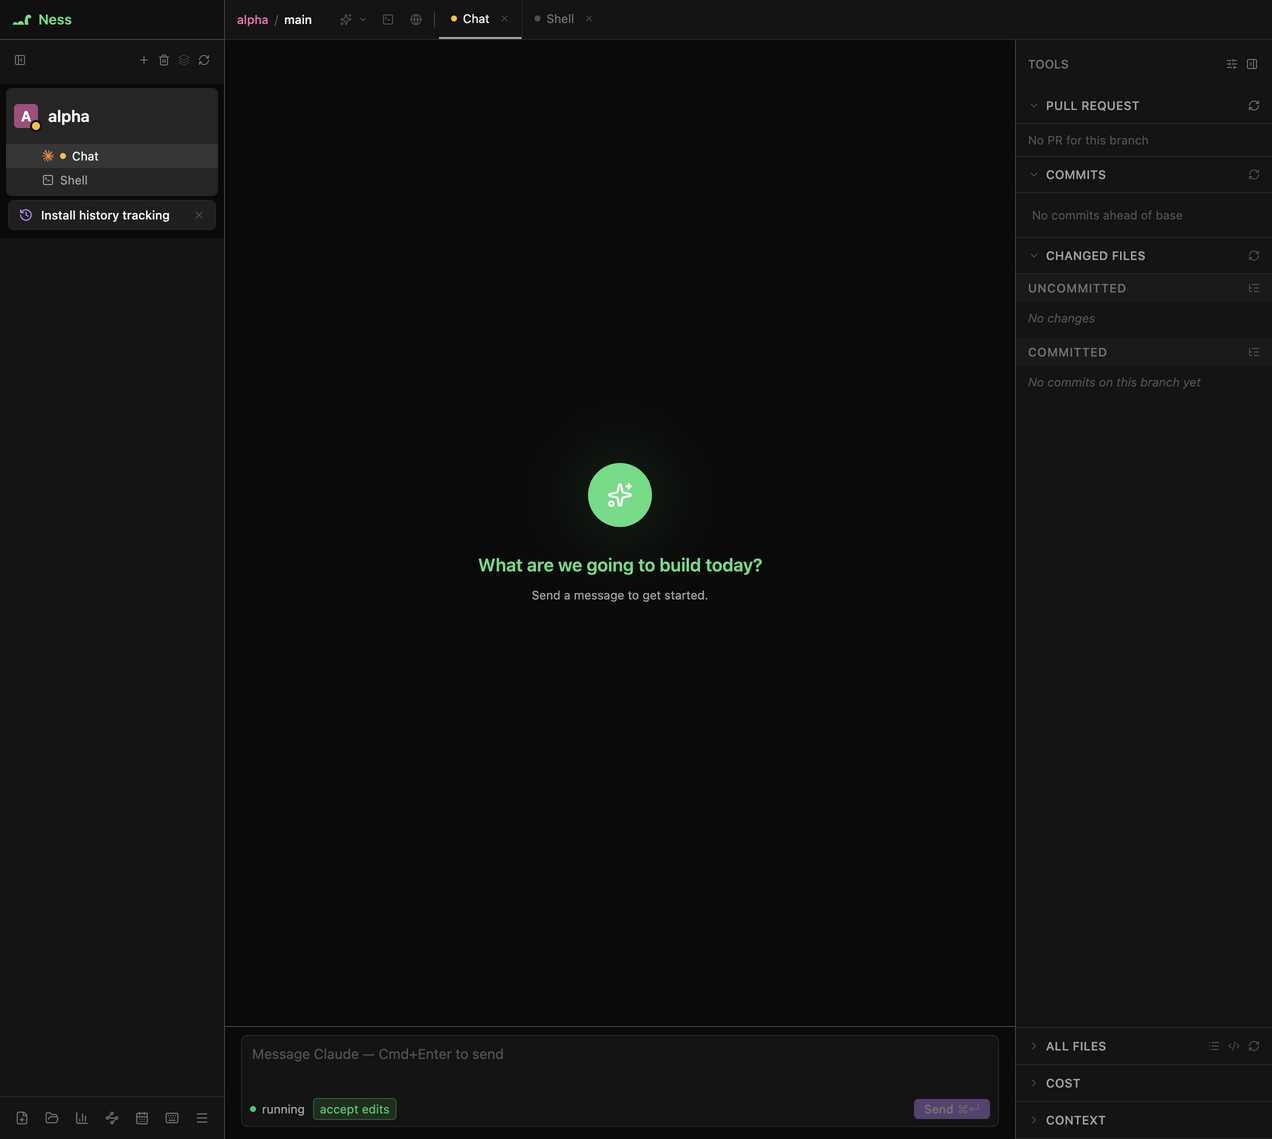 Ness
alpha / main
Chat
Shell
A
alpha
Chat
Shell
Install history tracking
What are we going to build today?
Send a message to get started.
Message Claude — Cmd+Enter to send
running
accept edits
Send ⌘↵
TOOLS
PULL REQUEST
No PR for this branch
COMMITS
No commits ahead of base
CHANGED FILES
UNCOMMITTED
No changes
COMMITTED
No commits on this branch yet
ALL FILES
COST
CONTEXT